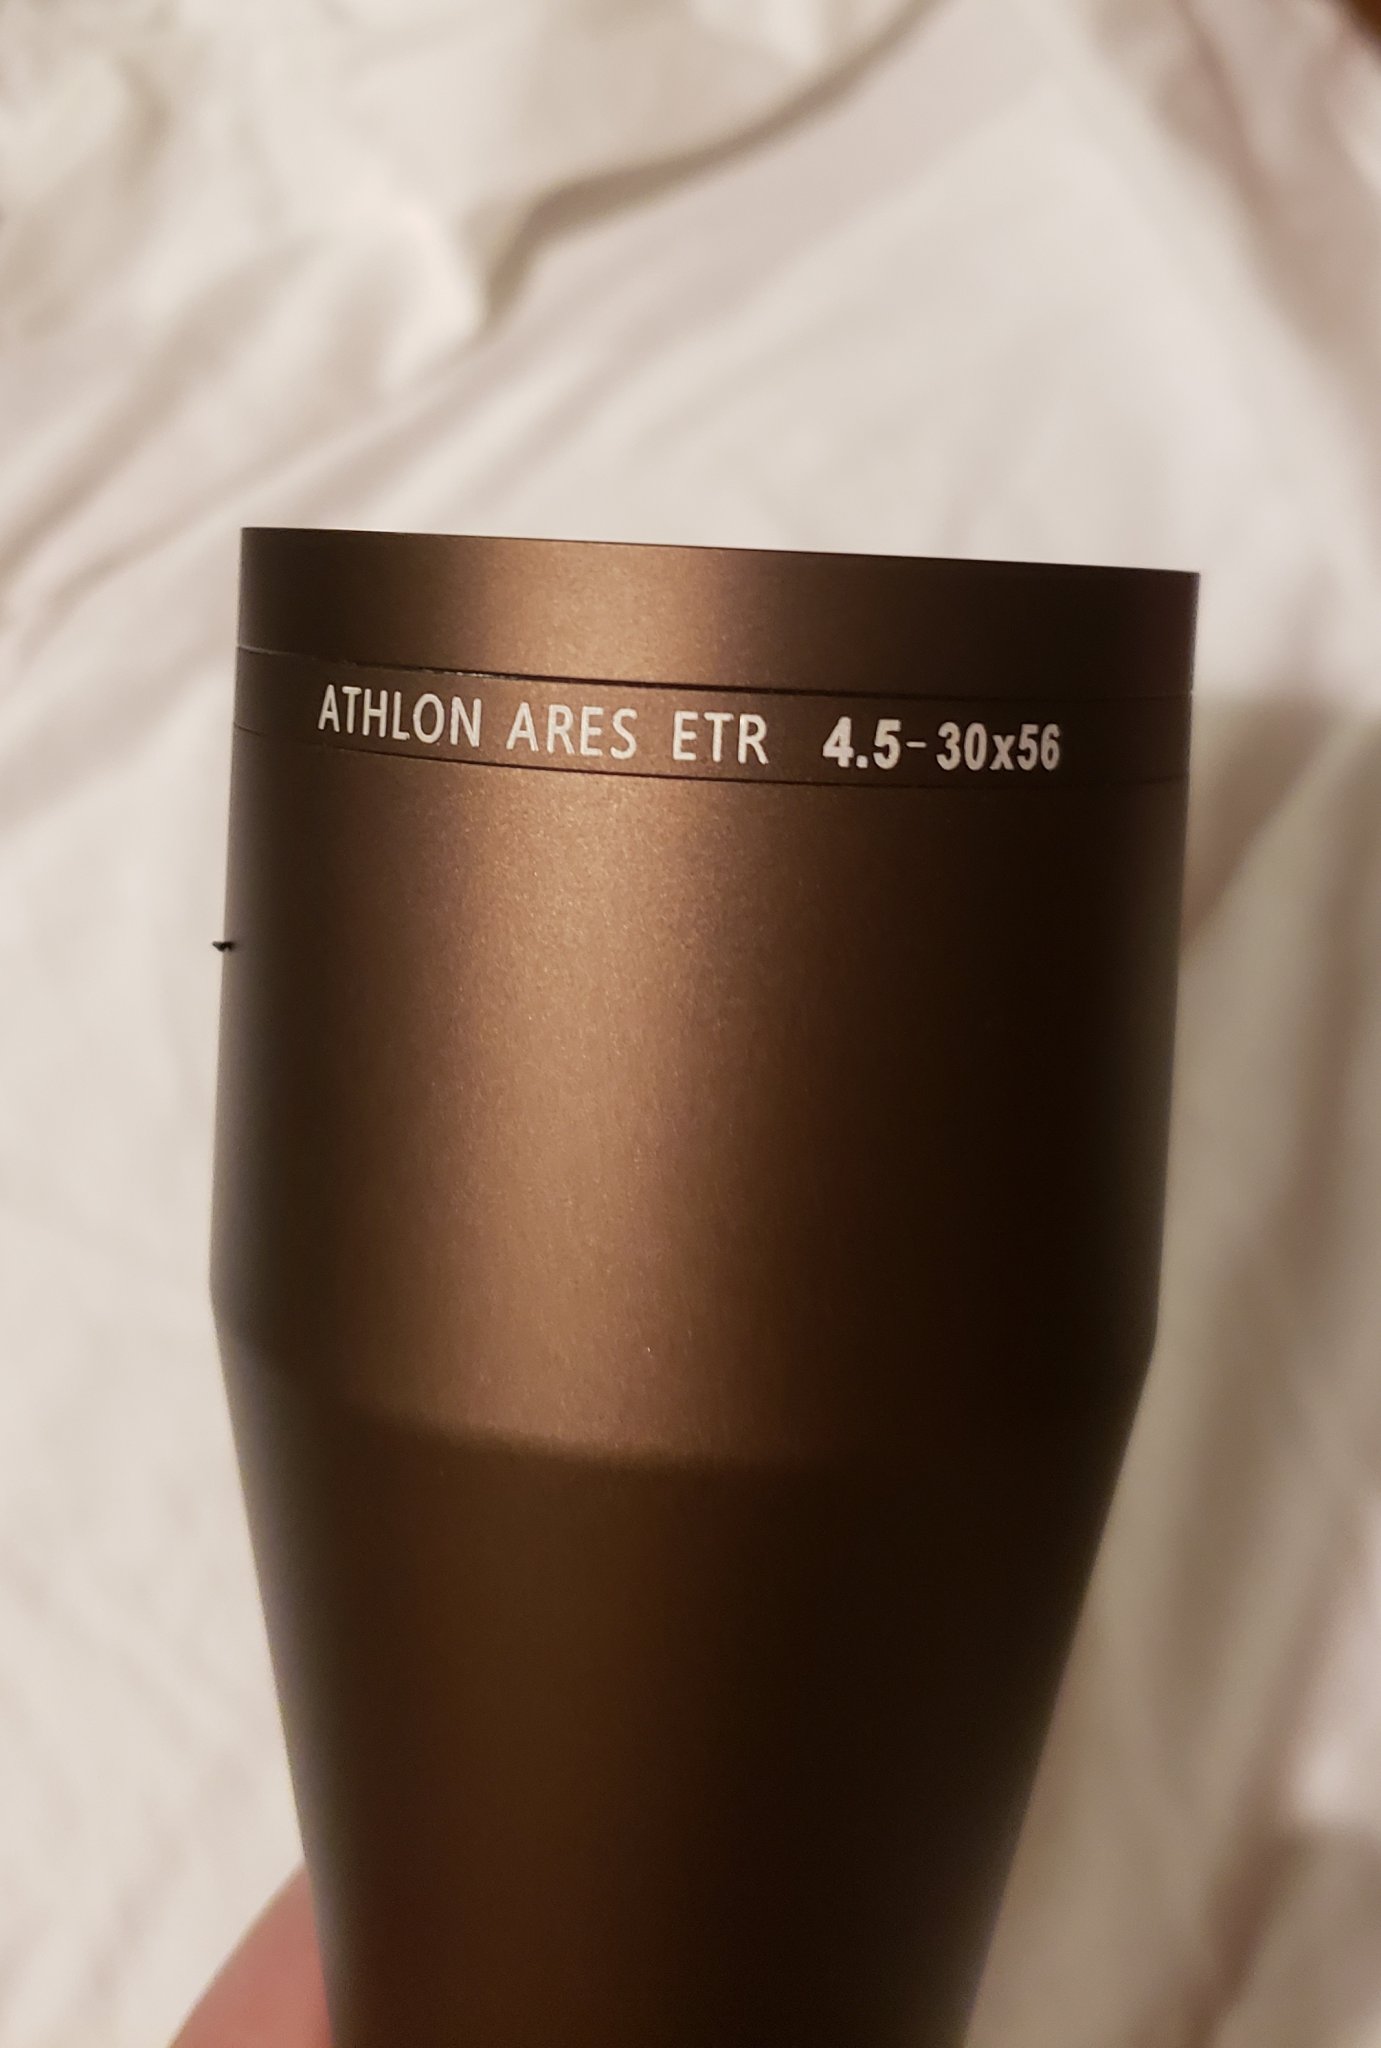 ATHLON ARES ETR 4.5-30x56